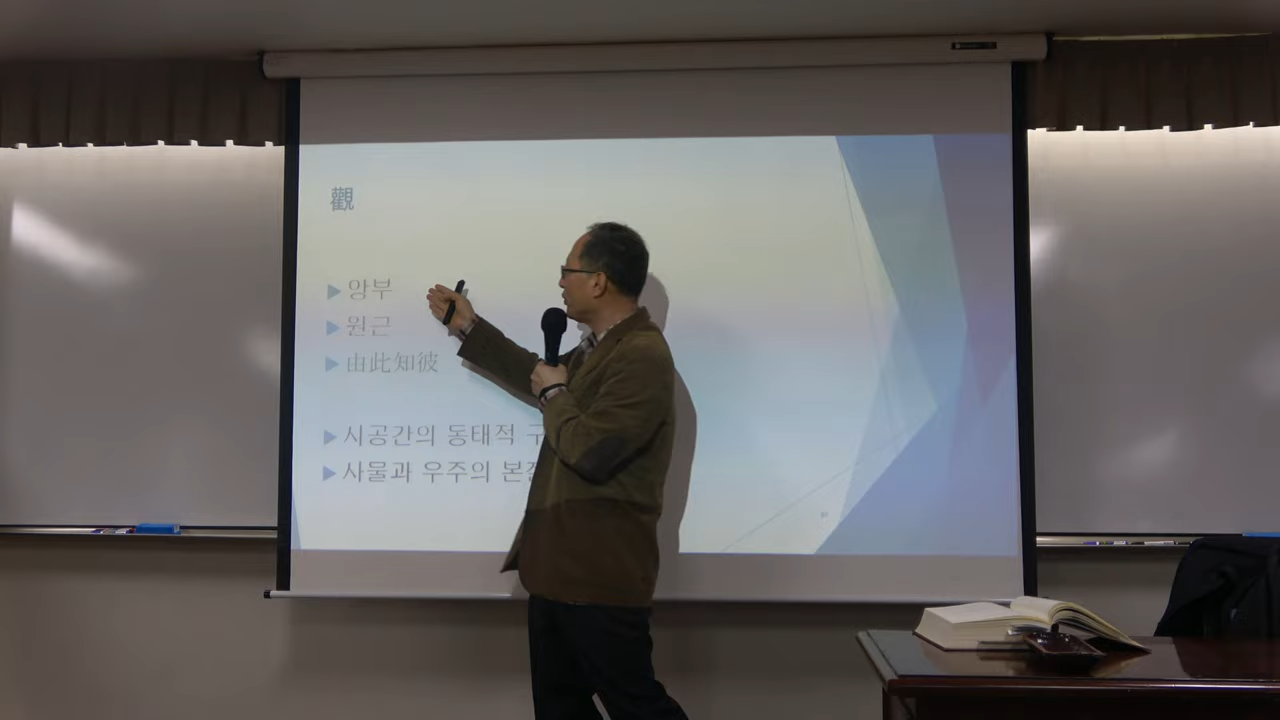 觀
앙부
원근
由此知彼
시공간의 동태적
사물과 우주의